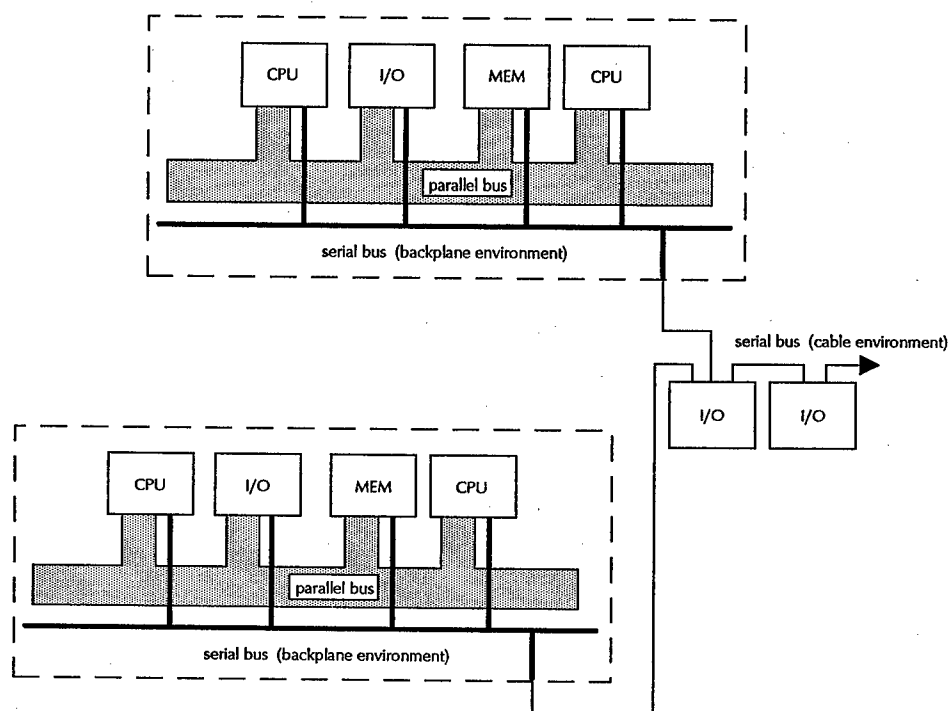 CPU
I/O
MEM
CPU
parallel bus
serial bus (backplane environment)
serial bus (cable environment)
I/O
I/O
CPU
I/O
MEM
CPU
parallel bus
serial bus (backplane environment)